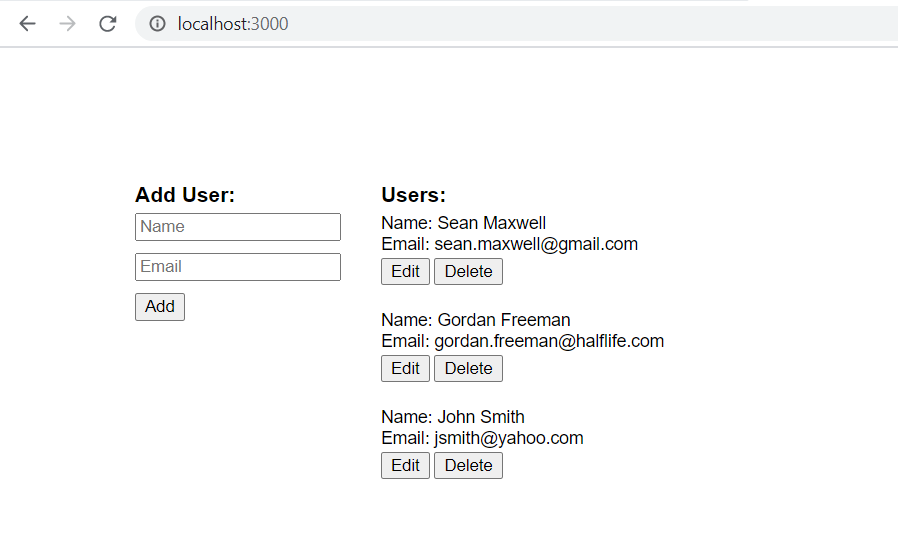 localhost:3000
Add User:
Name
Email
Add
Users:
Name: Sean Maxwell
Email: sean.maxwell@gmail.com
Edit Delete
Name: Gordan Freeman
Email: gordan.freeman@halflife.com
Edit Delete
Name: John Smith
Email: jsmith@yahoo.com
Edit Delete